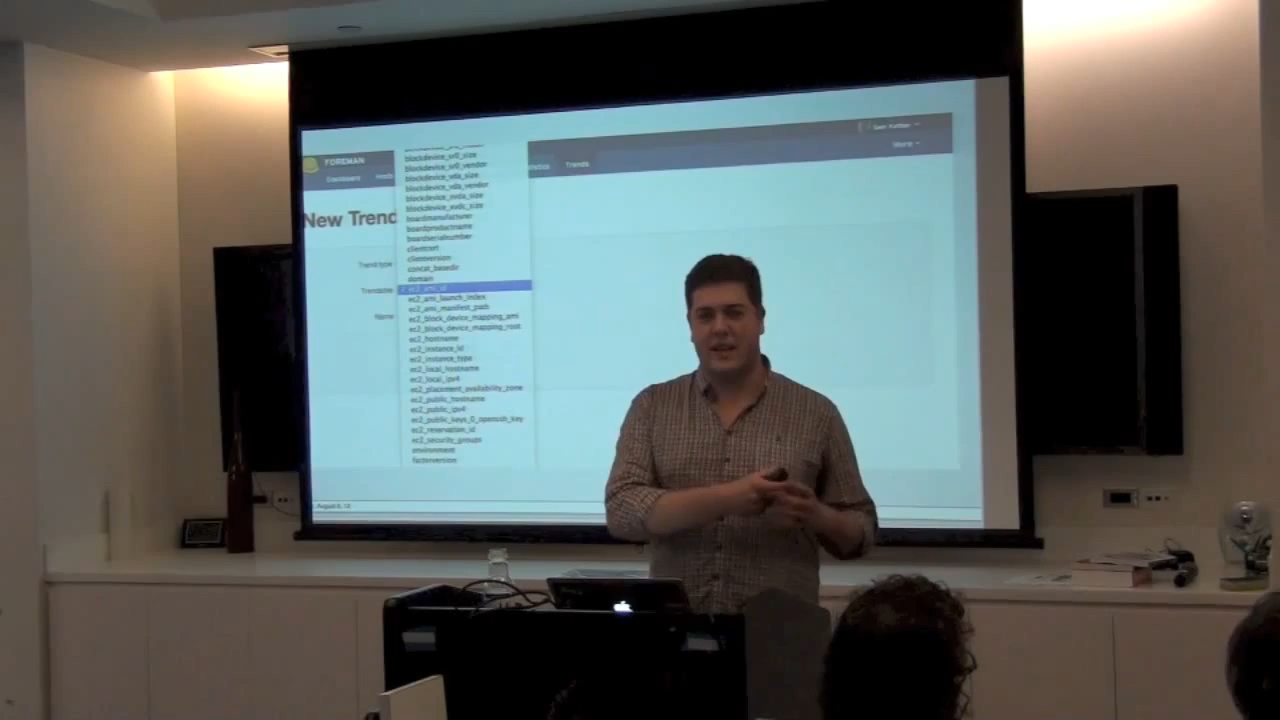 FOREMAN
Dashboard
Hosts
Trends
More
New Trend
Trend type
Trendable
Name
blockdevice_sr0_size
blockdevice_sr0_vendor
blockdevice_vda_size
blockdevice_vda_vendor
boardmanufacturer
boardproductname
boardserialnumber
clientcert
clientversion
concat_basedir
domain
ec2_ami_id
ec2_ami_launch_index
ec2_ami_manifest_path
ec2_block_device_mapping_ami
ec2_block_device_mapping_root
ec2_hostname
ec2_instance_id
ec2_instance_type
ec2_local_hostname
ec2_local_ipv4
ec2_placement_availability_zone
ec2_public_hostname
ec2_public_ipv4
ec2_public_keys_0_openssh_key
ec2_reservation_id
ec2_security_groups
environment
facterversion